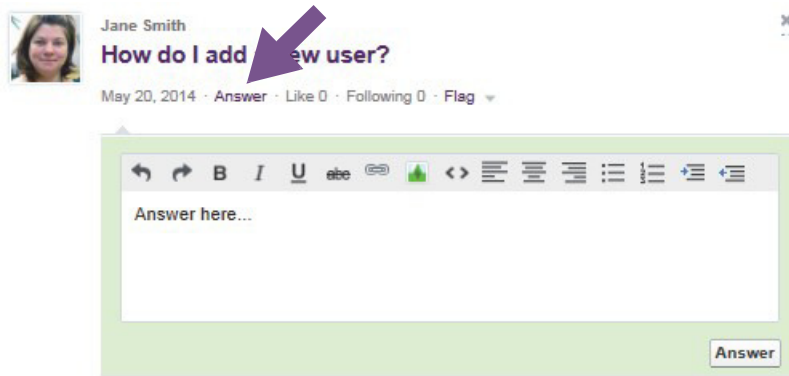 Jane Smith
How do I add ew user?
May 20, 2014 · Answer · Like 0 · Following 0 · Flag
B I U abc
Answer here...
Answer